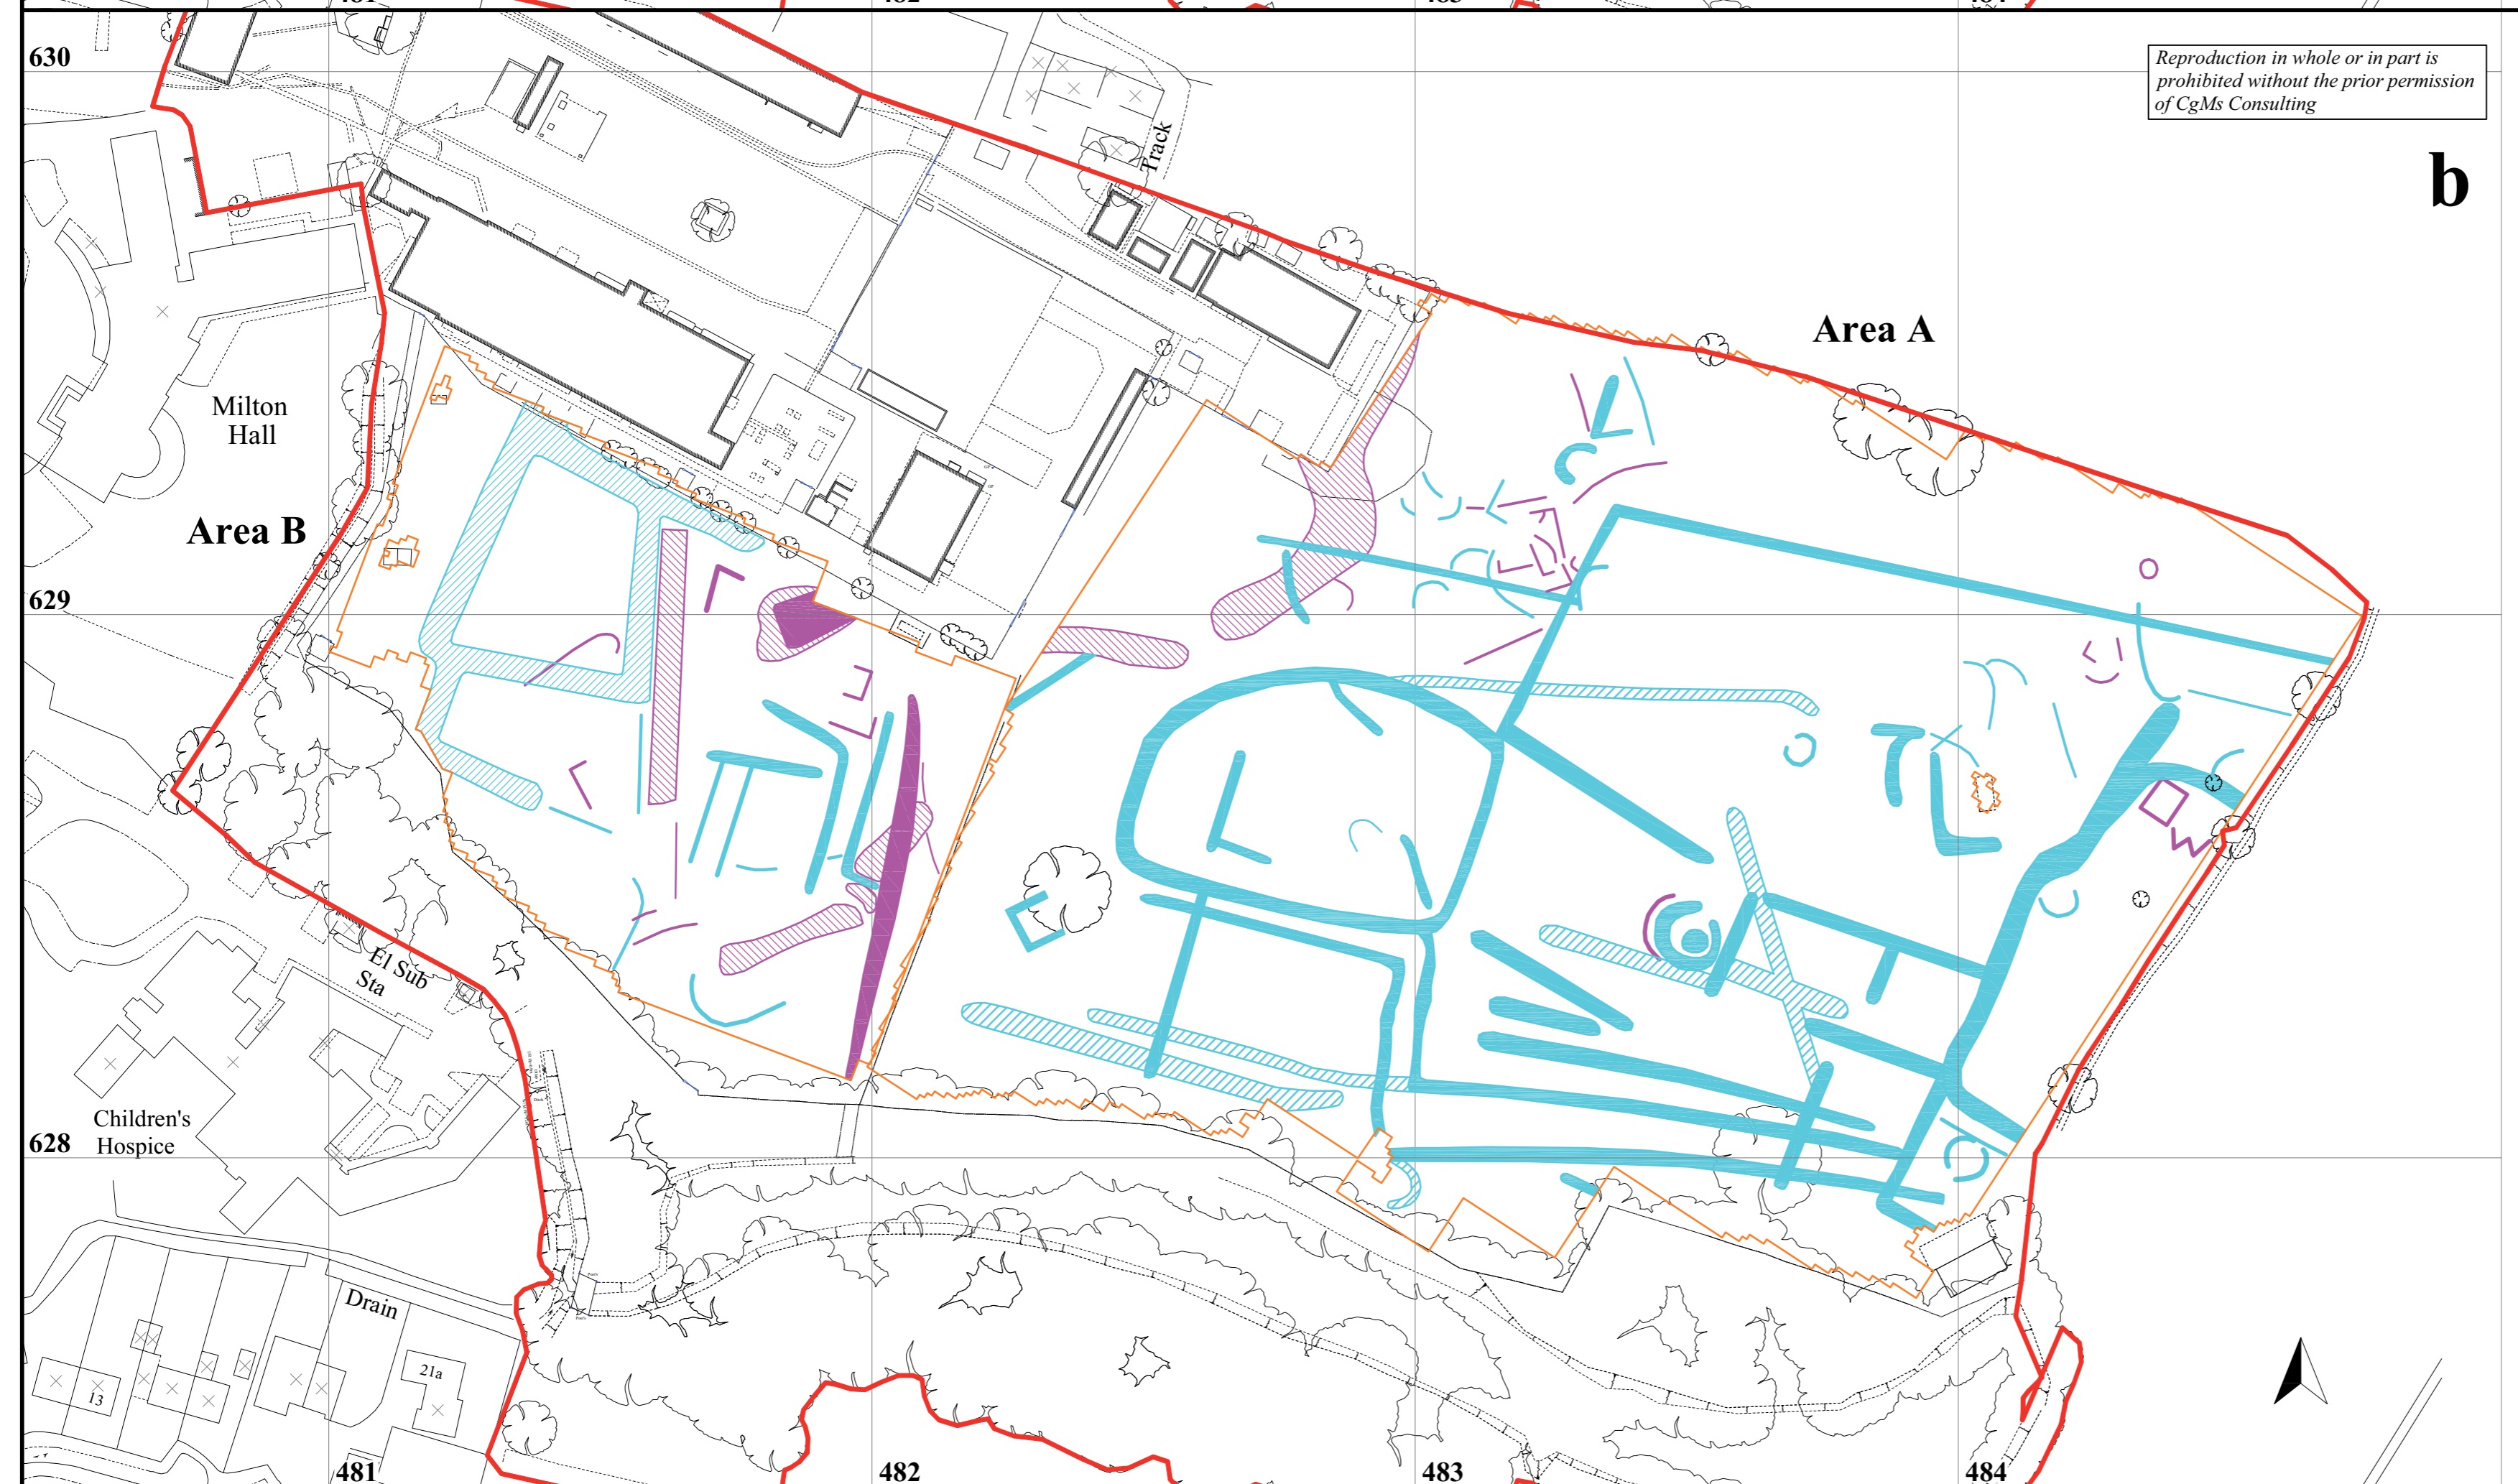 630
Reproduction in whole or in part is
prohibited without the prior permission
of CgMs Consulting
b
Track
Area A
Milton
Hall
Area B
629
El Sub
Sta
Children's
Hospice
628
Drain
21a
13
481
482
483
484